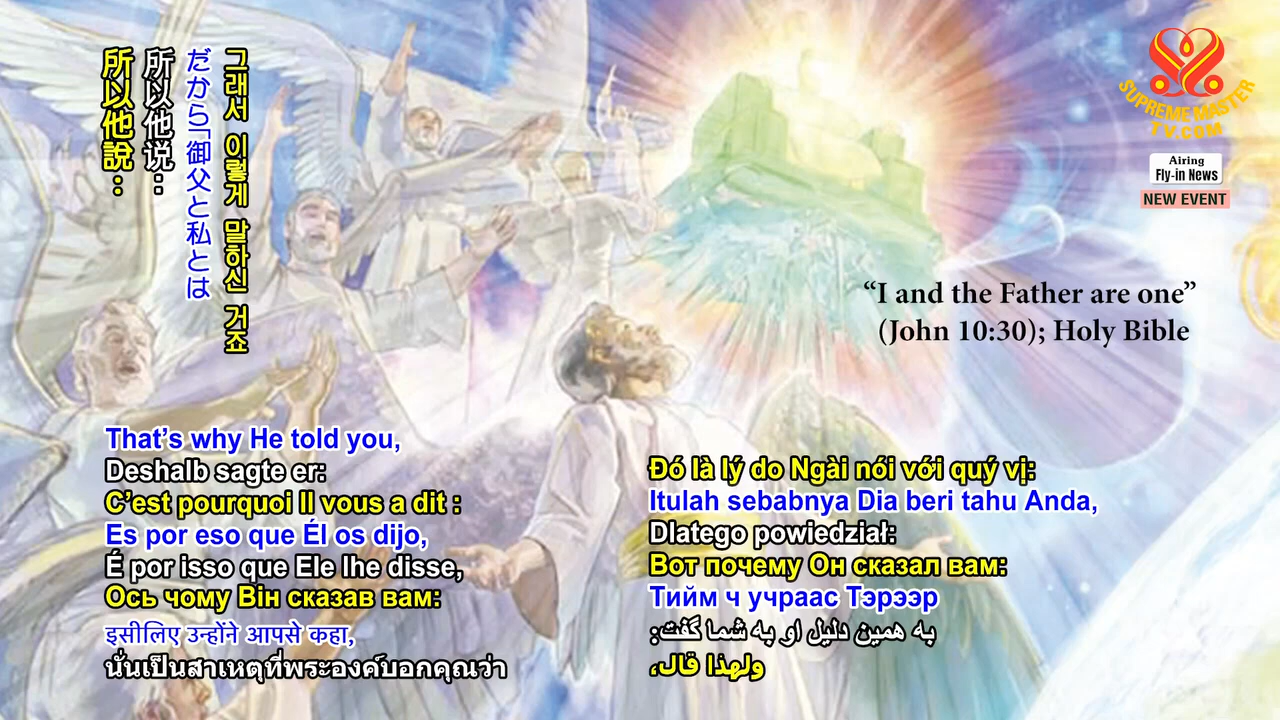 所以他說：
所以他说：
だから「御父と私とは
그래서 이렇게 말하신 거죠
SUPREME MASTER
TV.COM
Airing
Fly-in News
NEW EVENT
“I and the Father are one”
(John 10:30); Holy Bible
That’s why He told you,
Deshalb sagte er:
C’est pourquoi Il vous a dit :
Es por eso que Él os dijo,
É por isso que Ele lhe disse,
Ось чому Він сказав вам:
इसीलिए उन्होंने आपसे कहा,
นั่นเป็นสาเหตุที่พระองค์บอกคุณว่า
Đó là lý do Ngài nói với quý vị:
Itulah sebabnya Dia beri tahu Anda,
Dlatego powiedział:
Вот почему Он сказал вам:
Тийм ч учраас Тэрээр
به همین دلیل او به شما گفت:
ولهذا قال،